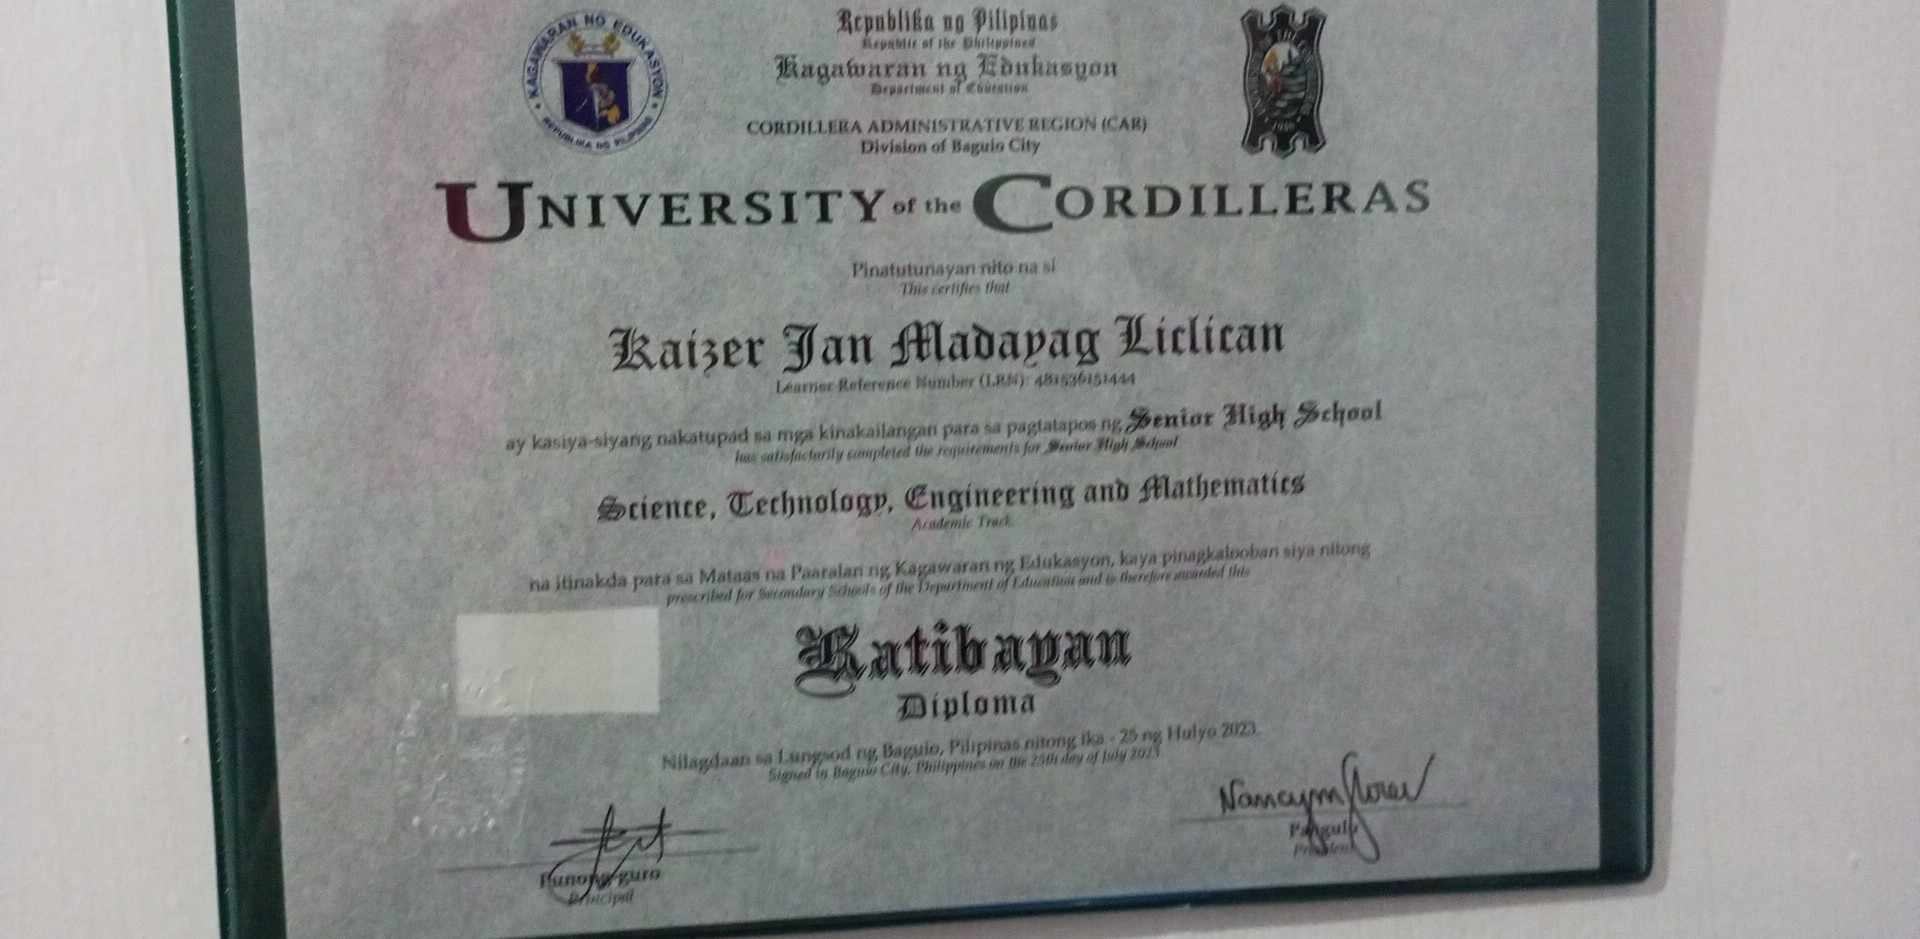 KAGAWARAN NG EDUKASYON
REPUBLIKA NG PILIPINAS
Republika ng Pilipinas
Republic of the Philippines
Kagawaran ng Edukasyon
Department of Education
CORDILLERA ADMINISTRATIVE REGION (CAR)
Division of Baguio City
UNIVERSITY of the CORDILLERAS
Pinatutunayan nito na si
This certifies that
Kaizer Jan Madayag Liclican
Learner Reference Number (LRN): 481536151444
ay kasiya-siyang nakatupad sa mga kinakailangan para sa pagtatapos ng Senior High School
has satisfactorily completed the requirements for Senior High School
Science, Technology, Engineering and Mathematics
Academic Track
na itinakda para sa Mataas na Paaralan ng Kagawaran ng Edukasyon, kaya pinagkalooban siya nitong
prescribed for Secondary Schools of the Department of Education and is therefore awarded this
Katibayan
Diploma
Nilagdaan sa Lungsod ng Baguio, Pilipinas nitong ika - 25 ng Hulyo 2023.
Signed in Baguio City, Philippines on the 25th day of July 2023
Punong-guro
Principal
Pangulo
President